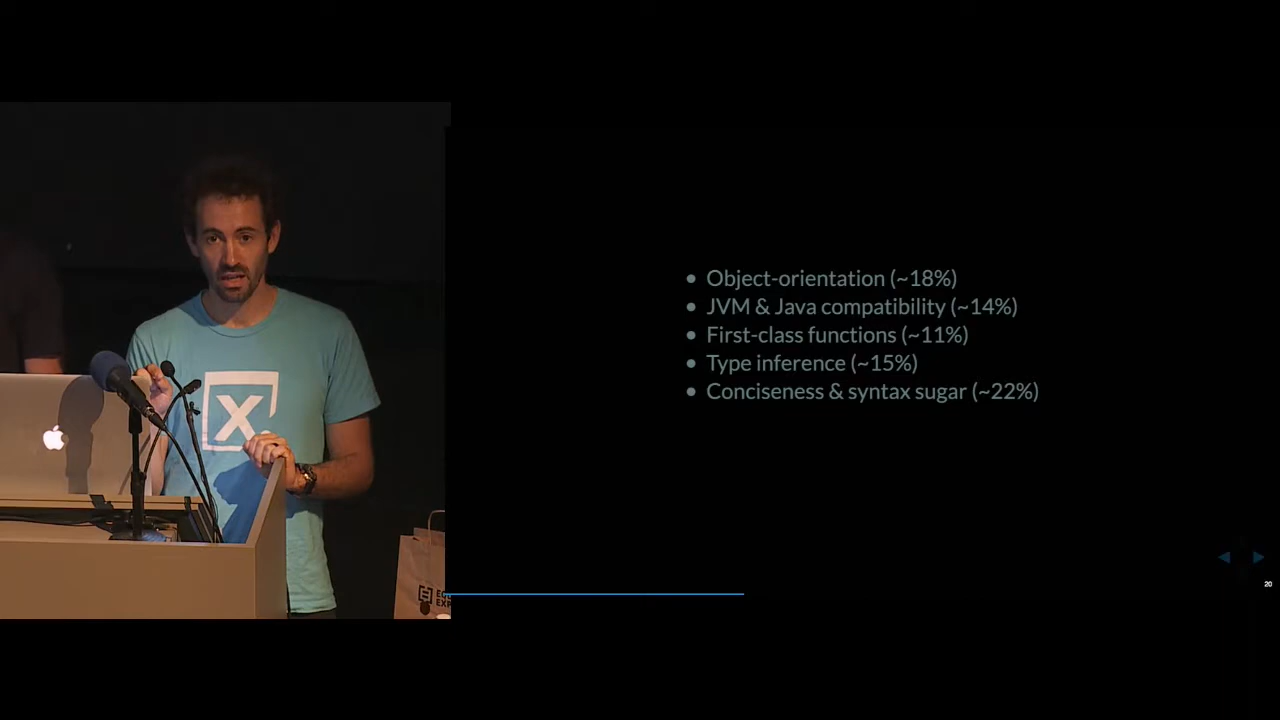 Object-orientation (~18%)
JVM & Java compatibility (~14%)
First-class functions (~11%)
Type inference (~15%)
Conciseness & syntax sugar (~22%)
X
20